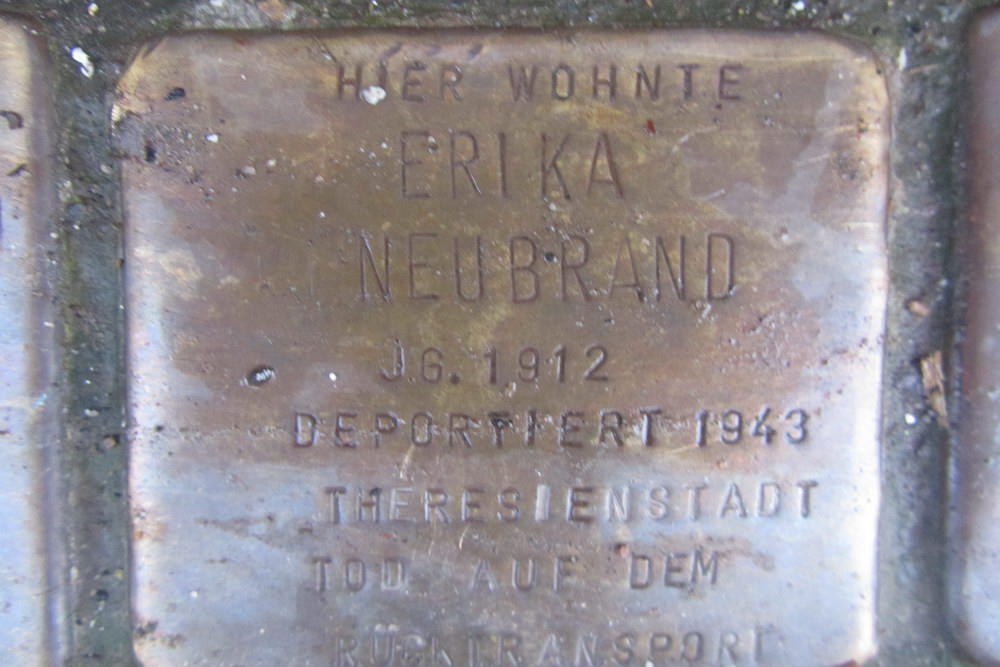 HIER WOHNTE
ERIKA
NEUBRAND
JG. 1912
DEPORTIERT 1943
THERESIENSTADT
TOD AUF DEM
RÜCKTRANSPORT